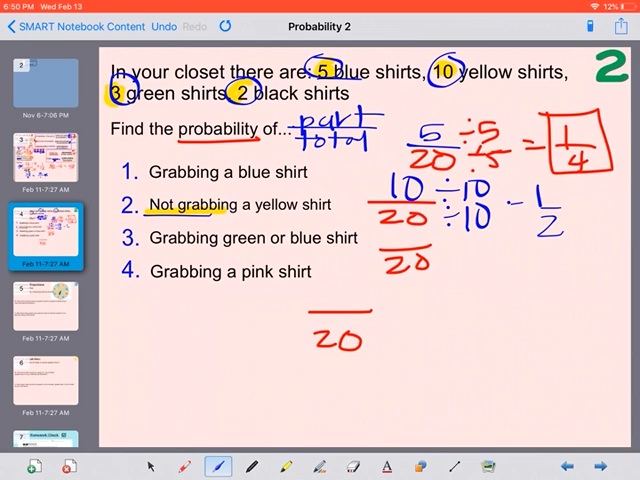 6:50 PM Wed Feb 13
12%
SMART Notebook Content Undo Redo
Probability 2
In your closet there are: 5 blue shirts, 10 yellow shirts,
3 green shirts 2 black shirts
2
Find the probability of...
part
total
5 ÷5
20 ÷5
= 1
4
1. Grabbing a blue shirt
10 ÷10
20 ÷10
- 1
2
2. Not grabbing a yellow shirt
3. Grabbing green or blue shirt
20
4. Grabbing a pink shirt
20
2
Nov 6-7:06 PM
3
Feb 11-7:27
4
Feb 11-7:27
5
Feb 11-7:27
6
Feb 11-7:27
7
Homework Check
A